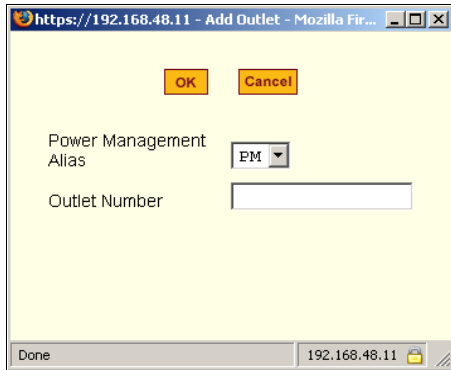 https://192.168.48.11 - Add Outlet - Mozilla Fir...
OK Cancel
Power Management
Alias
PM
Outlet Number
Done 192.168.48.11